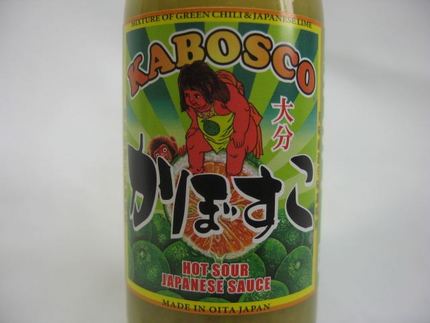 MIXTURE OF GREEN CHILI & JAPANESE LIME
KABOSCO
大分
かぼすこ
HOT SOUR
JAPANESE SAUCE
MADE IN OITA JAPAN